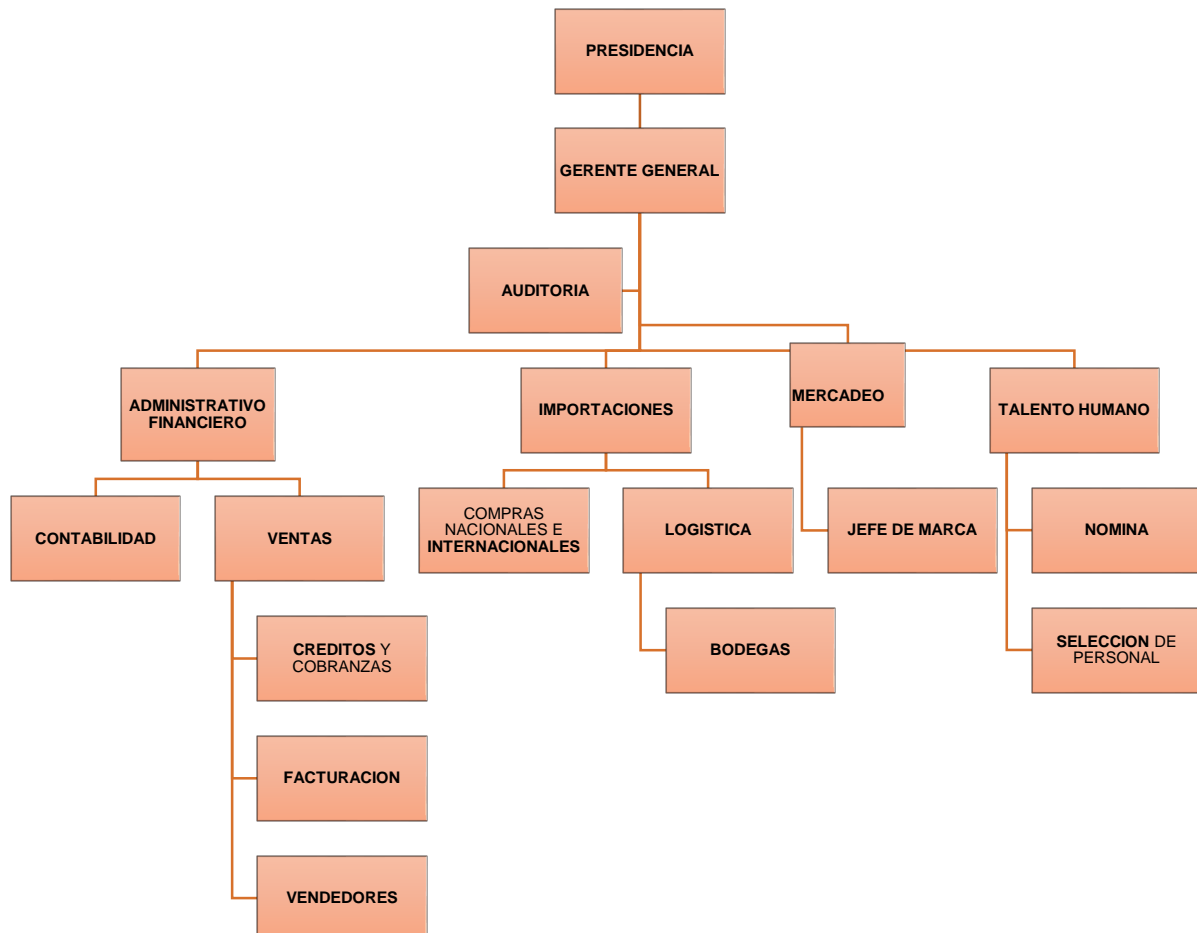 PRESIDENCIA
GERENTE GENERAL
AUDITORIA
ADMINISTRATIVO
FINANCIERO
IMPORTACIONES
MERCADEO
TALENTO HUMANO
CONTABILIDAD
VENTAS
COMPRAS
NACIONALES E
INTERNACIONALES
LOGISTICA
JEFE DE MARCA
NOMINA
CREDITOS Y
COBRANZAS
BODEGAS
SELECCION DE
PERSONAL
FACTURACION
VENDEDORES